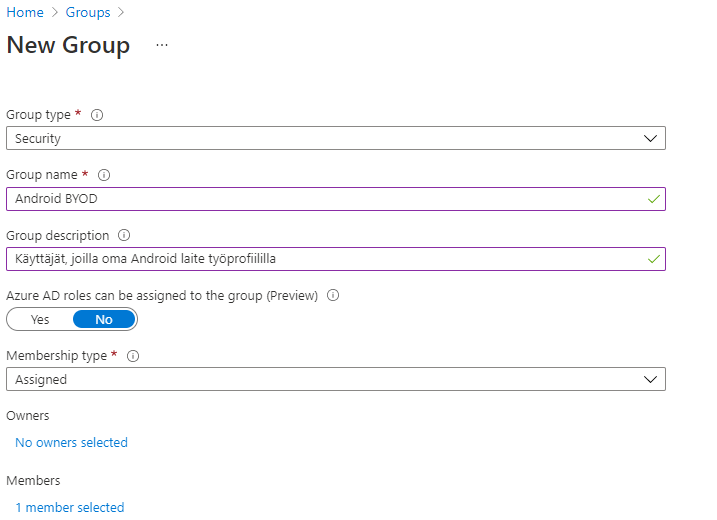 Home > Groups >
New Group ...
Group type *
Security
Group name *
Android BYOD
Group description
Käyttäjät, joilla oma Android laite työprofiililla
Azure AD roles can be assigned to the group (Preview)
Yes No
Membership type *
Assigned
Owners
No owners selected
Members
1 member selected